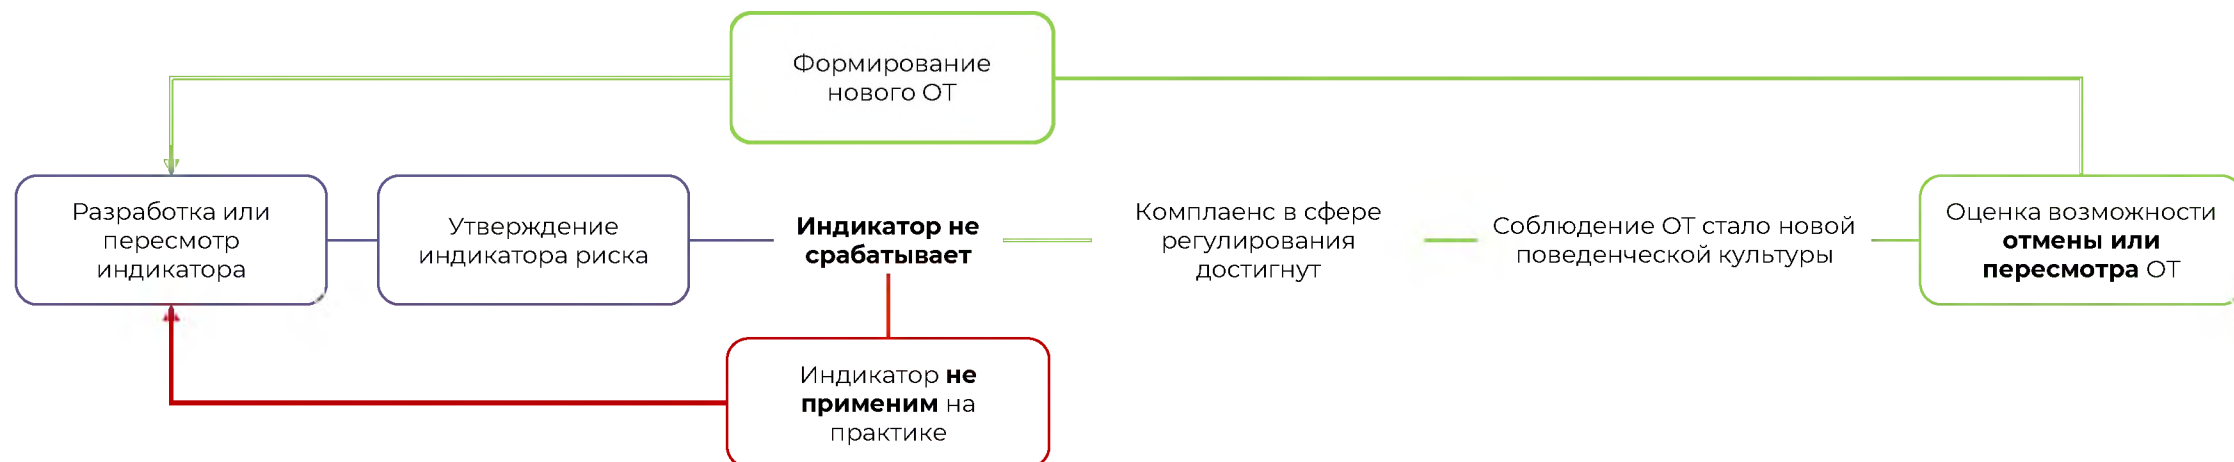 Формирование
нового ОТ
Разработка или
пересмотр
индикатора
Утверждение
индикатора риска
Индикатор не
срабатывает
Комплаенс в сфере
регулирования
достигнут
Соблюдение ОТ стало новой
поведенческой культуры
Оценка возможности
отмены или
пересмотра ОТ
Индикатор не
применим на
практике